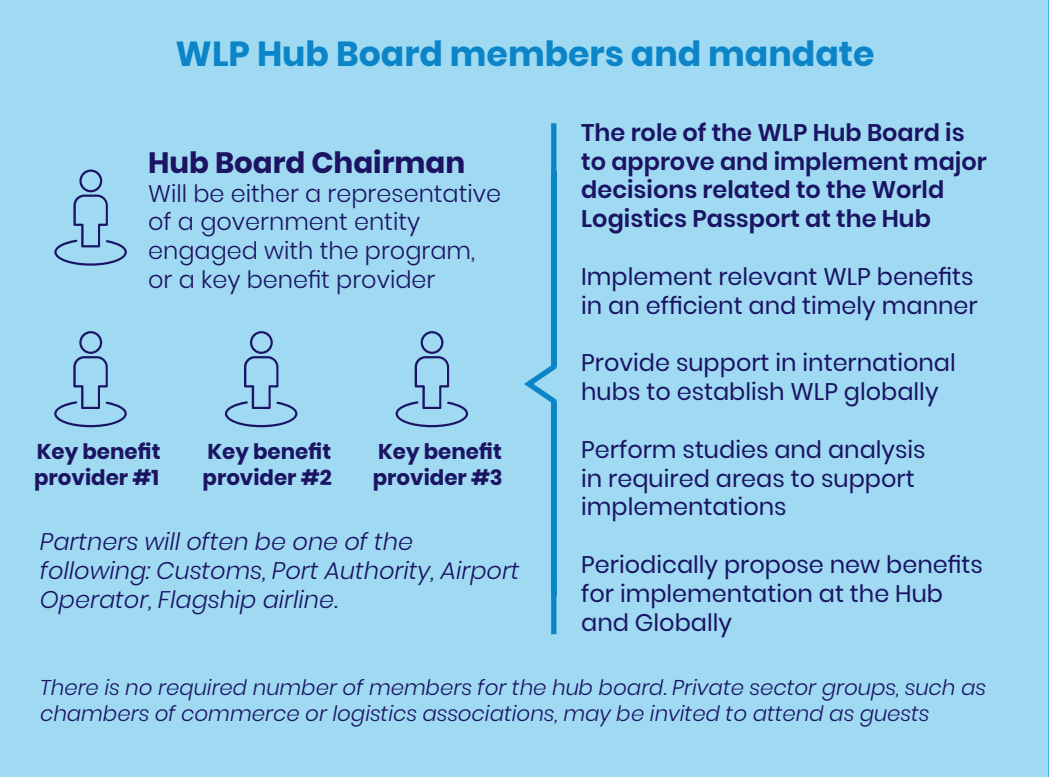 WLP Hub Board members and mandate
Hub Board Chairman
Will be either a representative
of a government entity
engaged with the program,
or a key benefit provider
Key benefit
provider #1
Key benefit
provider #2
Key benefit
provider #3
Partners will often be one of the
following: Customs, Port Authority, Airport
Operator, Flagship airline.
The role of the WLP Hub Board is
to approve and implement major
decisions related to the World
Logistics Passport at the Hub
Implement relevant WLP benefits
in an efficient and timely manner
Provide support in international
hubs to establish WLP globally
Perform studies and analysis
in required areas to support
implementations
Periodically propose new benefits
for implementation at the Hub
and Globally
There is no required number of members for the hub board. Private sector groups, such as
chambers of commerce or logistics associations, may be invited to attend as guests